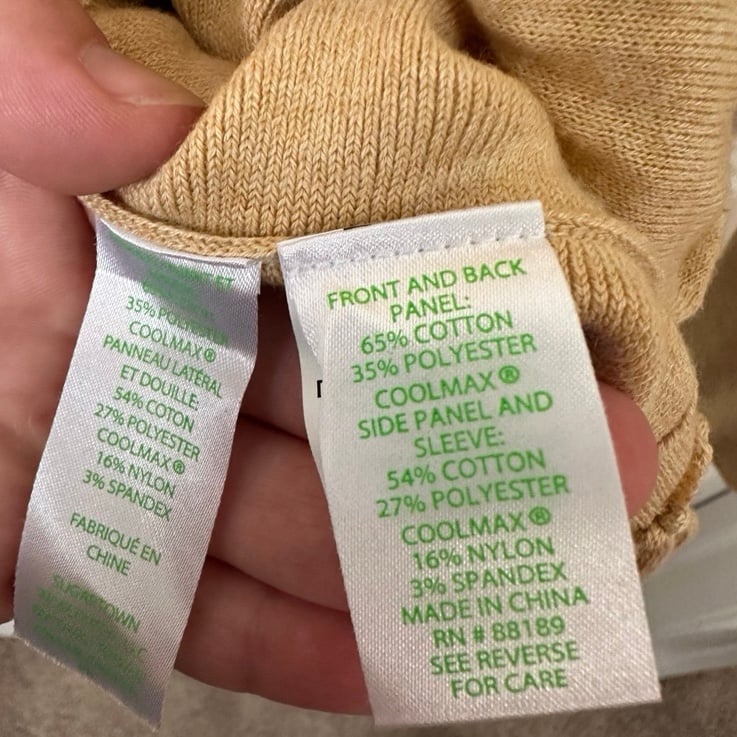 ET
35% POLYESTER
COOLMAX®
PANNEAU LATÉRAL
ET DOUILLE:
54% COTON
27% POLYESTER
COOLMAX®
16% NYLON
3% SPANDEX
FABRIQUÉ EN
CHINE
SUGARTOWN
FRONT AND BACK
PANEL:
65% COTTON
35% POLYESTER
COOLMAX®
SIDE PANEL AND
SLEEVE:
54% COTTON
27% POLYESTER
COOLMAX®
16% NYLON
3% SPANDEX
MADE IN CHINA
RN # 88189
SEE REVERSE
FOR CARE